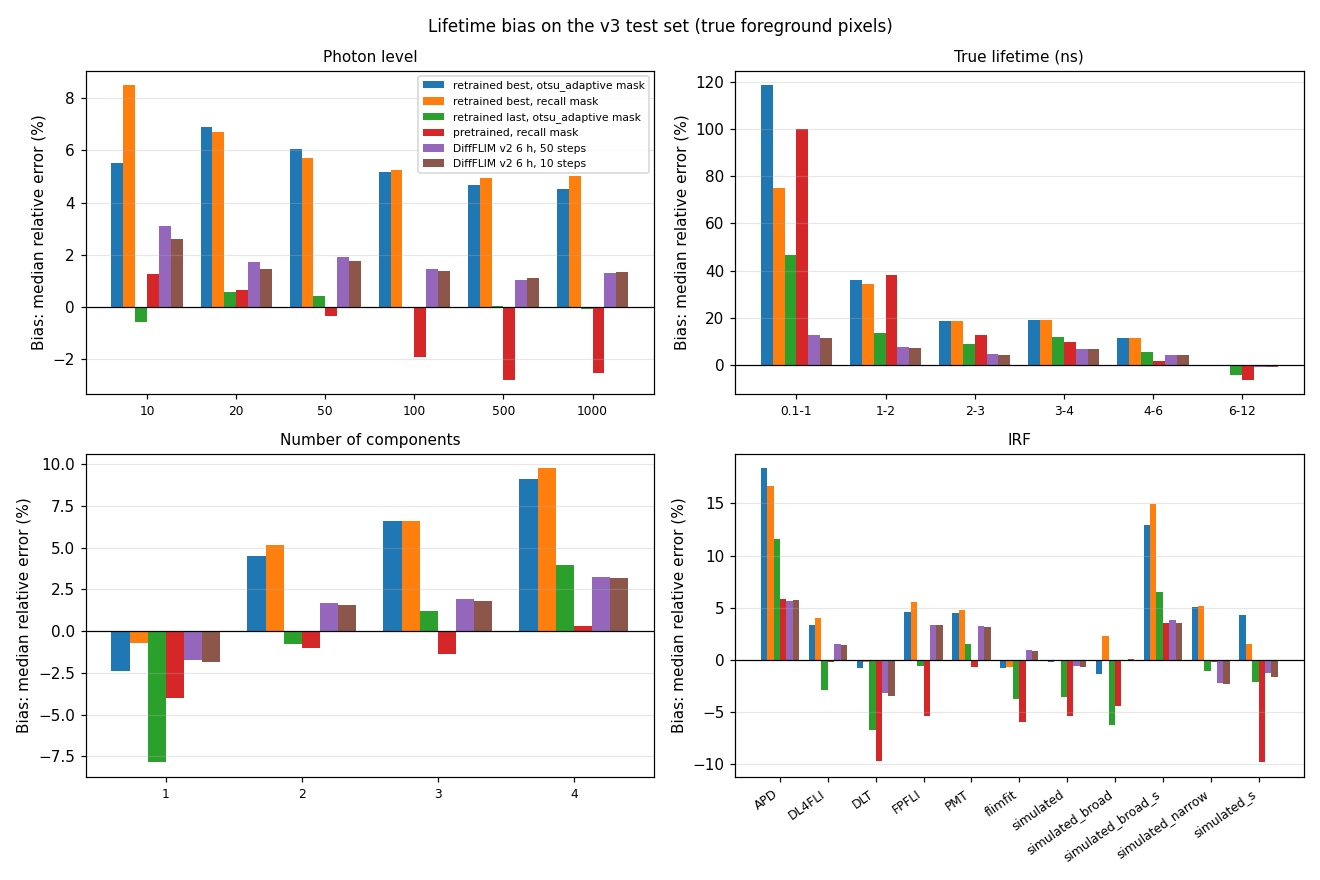 Lifetime bias on the v3 test set (true foreground pixels)
Photon level
Bias: median relative error (%)
8
6
4
2
0
−2
10 20 50 100 500 1000
retrained best, otsu_adaptive mask
retrained best, recall mask
retrained last, otsu_adaptive mask
pretrained, recall mask
DiffFLIM v2 6 h, 50 steps
DiffFLIM v2 6 h, 10 steps
True lifetime (ns)
Bias: median relative error (%)
120
100
80
60
40
20
0
0.1-1 1-2 2-3 3-4 4-6 6-12
Number of components
Bias: median relative error (%)
10.0
7.5
5.0
2.5
0.0
−2.5
−5.0
−7.5
1 2 3 4
IRF
Bias: median relative error (%)
15
10
5
0
−5
−10
APD
DL4FLI
DLT
FPFLI
PMT
flimfit
simulated
simulated_broad
simulated_broad_s
simulated_narrow
simulated_s